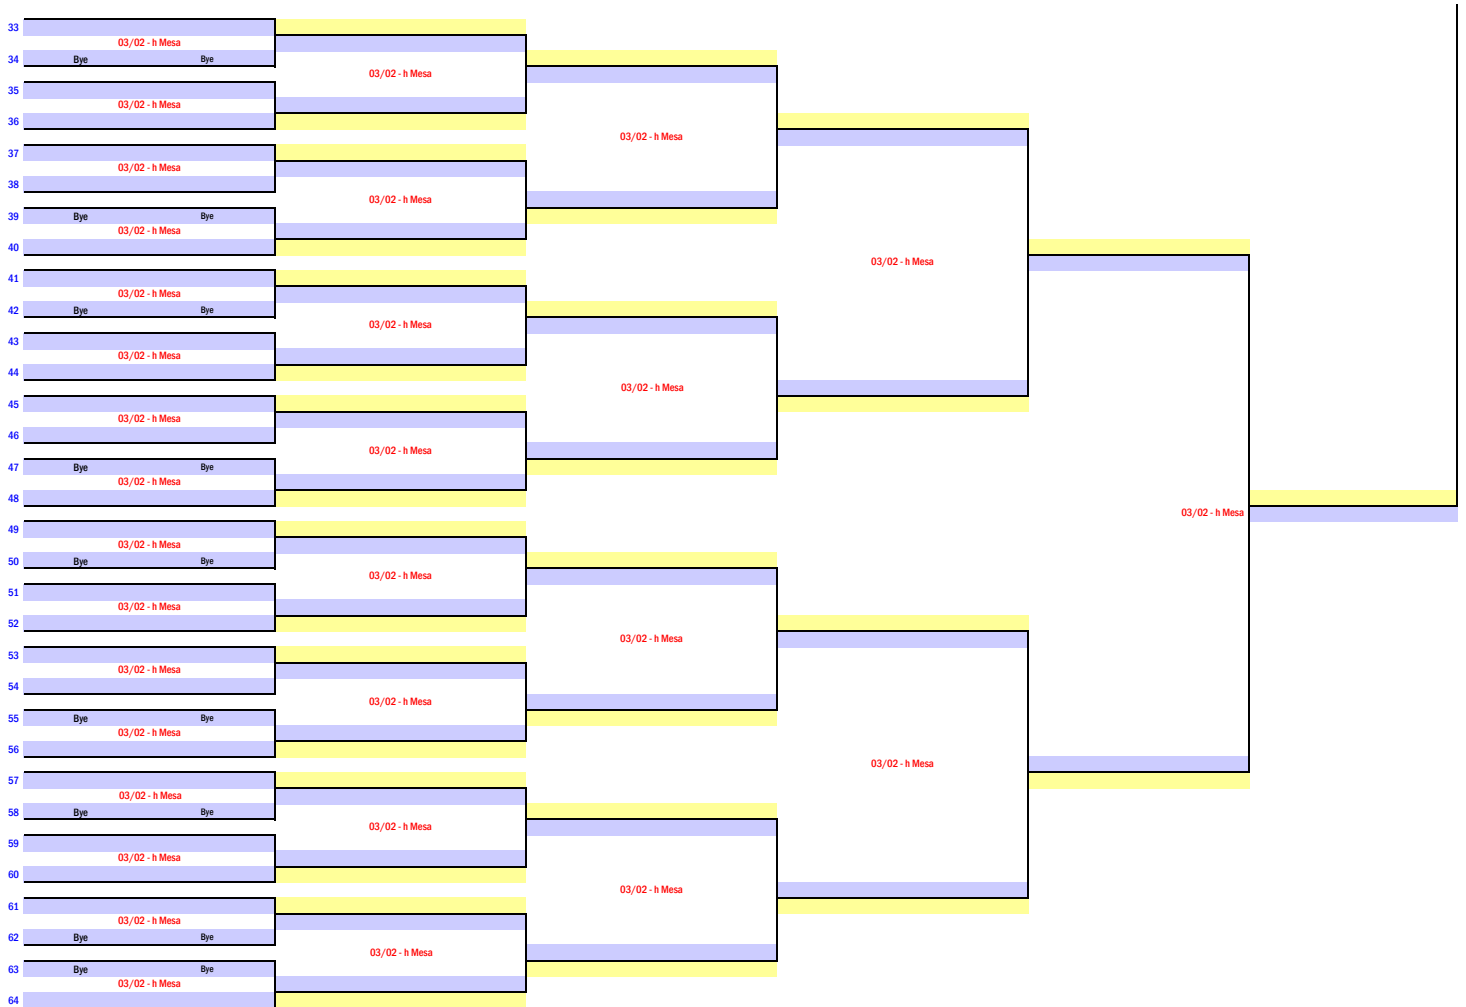 33
03/02 - h Mesa
34 Bye Bye
03/02 - h Mesa
35
03/02 - h Mesa
36
03/02 - h Mesa
37
03/02 - h Mesa
38
03/02 - h Mesa
39 Bye Bye
03/02 - h Mesa
40
03/02 - h Mesa
41
03/02 - h Mesa
42 Bye Bye
03/02 - h Mesa
43
03/02 - h Mesa
44
03/02 - h Mesa
45
03/02 - h Mesa
46
03/02 - h Mesa
47 Bye Bye
03/02 - h Mesa
48
03/02 - h Mesa
49
03/02 - h Mesa
50 Bye Bye
03/02 - h Mesa
51
03/02 - h Mesa
52
03/02 - h Mesa
53
03/02 - h Mesa
54
03/02 - h Mesa
55 Bye Bye
03/02 - h Mesa
56
03/02 - h Mesa
57
03/02 - h Mesa
58 Bye Bye
03/02 - h Mesa
59
03/02 - h Mesa
60
03/02 - h Mesa
61
03/02 - h Mesa
62 Bye Bye
03/02 - h Mesa
63 Bye Bye
03/02 - h Mesa
64